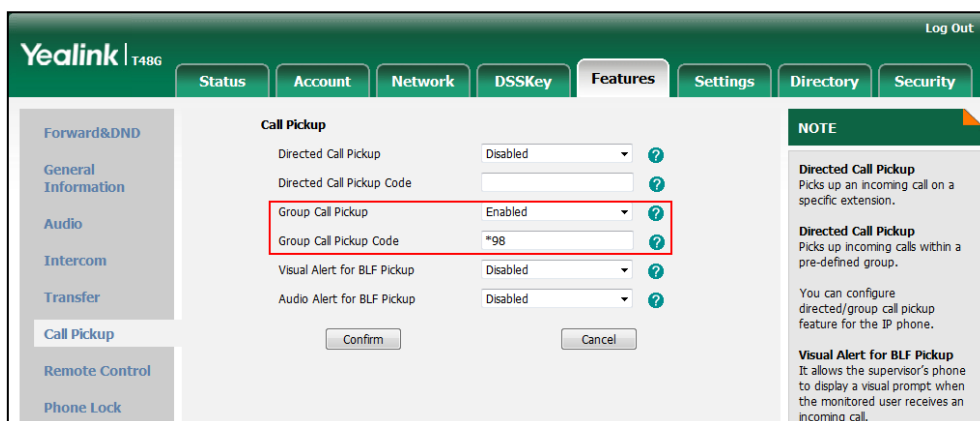 Log Out
Yealink T48G
Status Account Network DSSKey Features Settings Directory Security
Forward&DND
General
Information
Audio
Intercom
Transfer
Call Pickup
Remote Control
Phone Lock
Call Pickup
Directed Call Pickup Disabled ?
Directed Call Pickup Code ?
Group Call Pickup Enabled ?
Group Call Pickup Code *98 ?
Visual Alert for BLF Pickup Disabled ?
Audio Alert for BLF Pickup Disabled ?
Confirm Cancel
NOTE
Directed Call Pickup
Picks up an incoming call on a
specific extension.
Directed Call Pickup
Picks up incoming calls within a
pre-defined group.
You can configure
directed/group call pickup
feature for the IP phone.
Visual Alert for BLF Pickup
It allows the supervisor's phone
to display a visual prompt when
the monitored user receives an
incoming call.